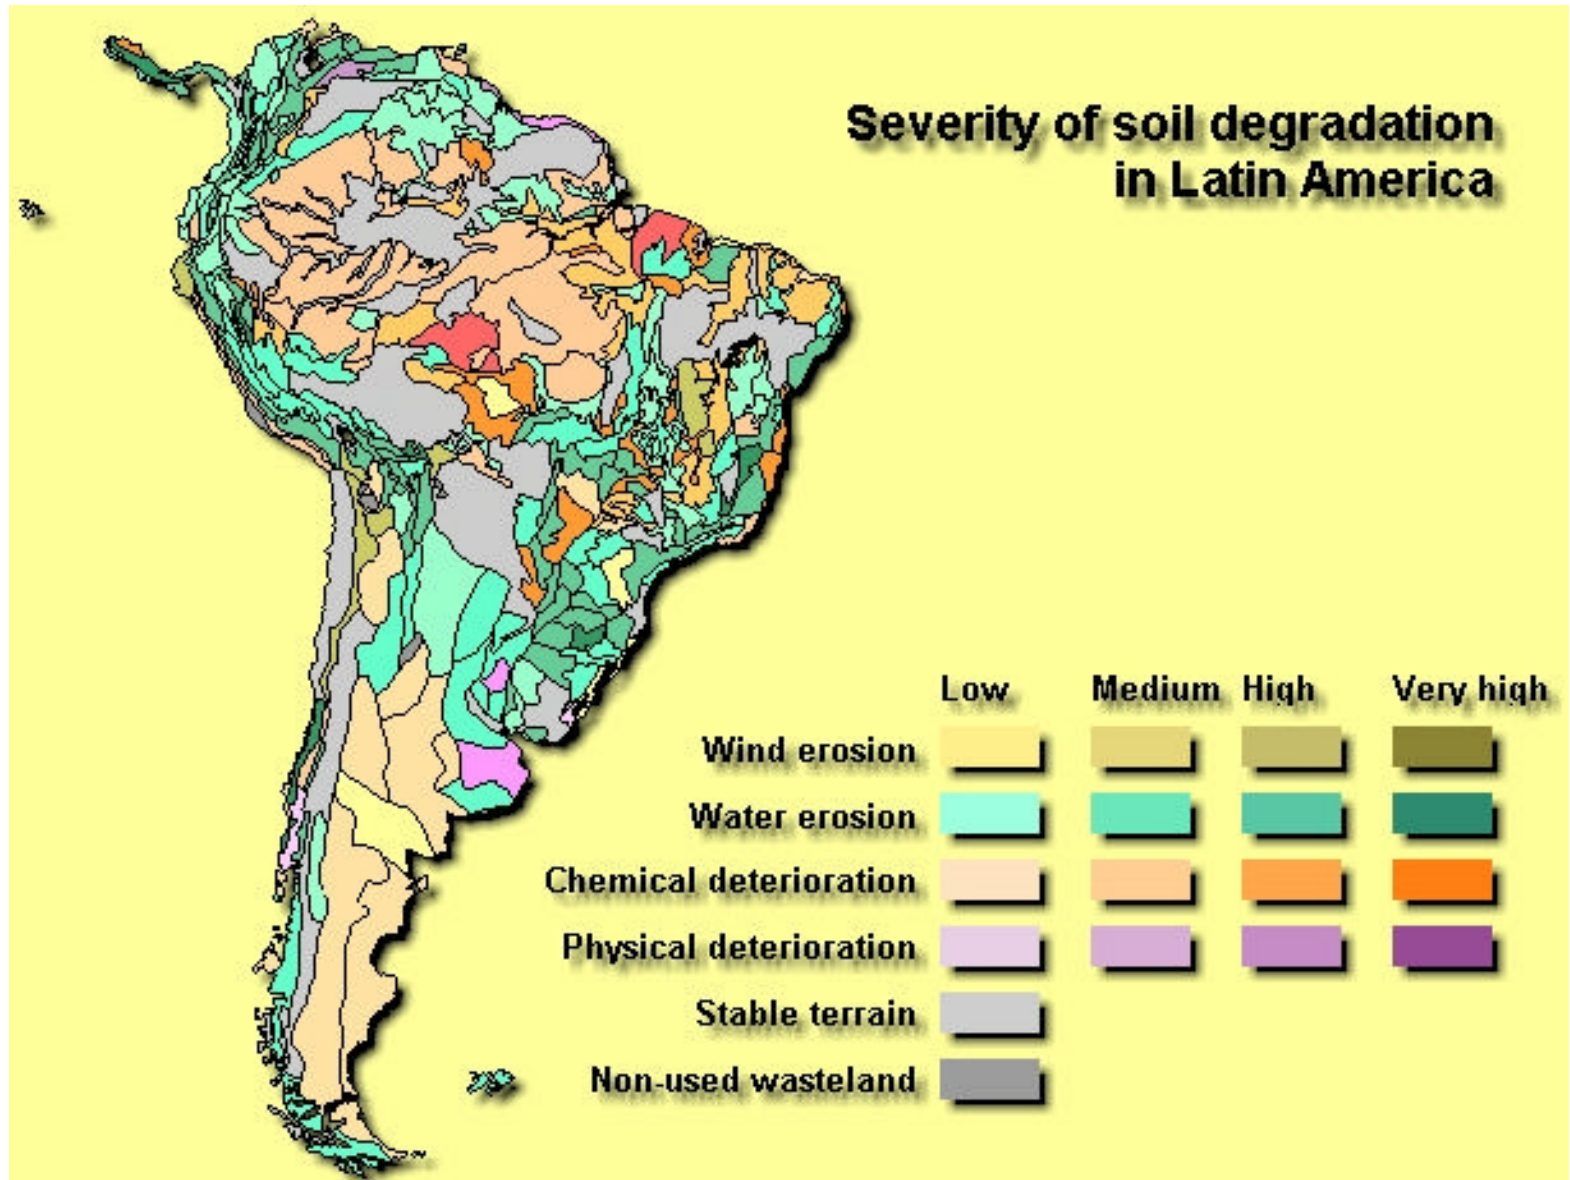 Severity of soil degradation
in Latin America
Low Medium High Very high
Wind erosion
Water erosion
Chemical deterioration
Physical deterioration
Stable terrain
Non-used wasteland